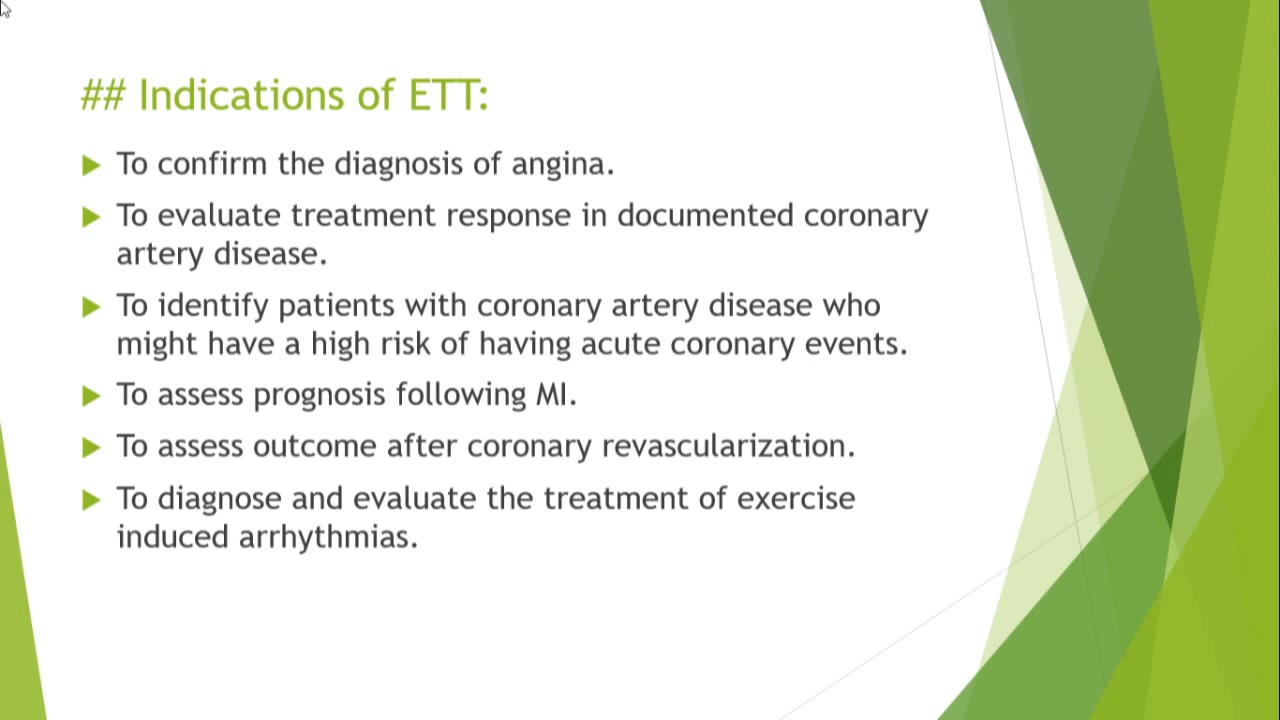 ## Indications of ETT:
To confirm the diagnosis of angina.
To evaluate treatment response in documented coronary
artery disease.
To identify patients with coronary artery disease who
might have a high risk of having acute coronary events.
To assess prognosis following MI.
To assess outcome after coronary revascularization.
To diagnose and evaluate the treatment of exercise
induced arrhythmias.